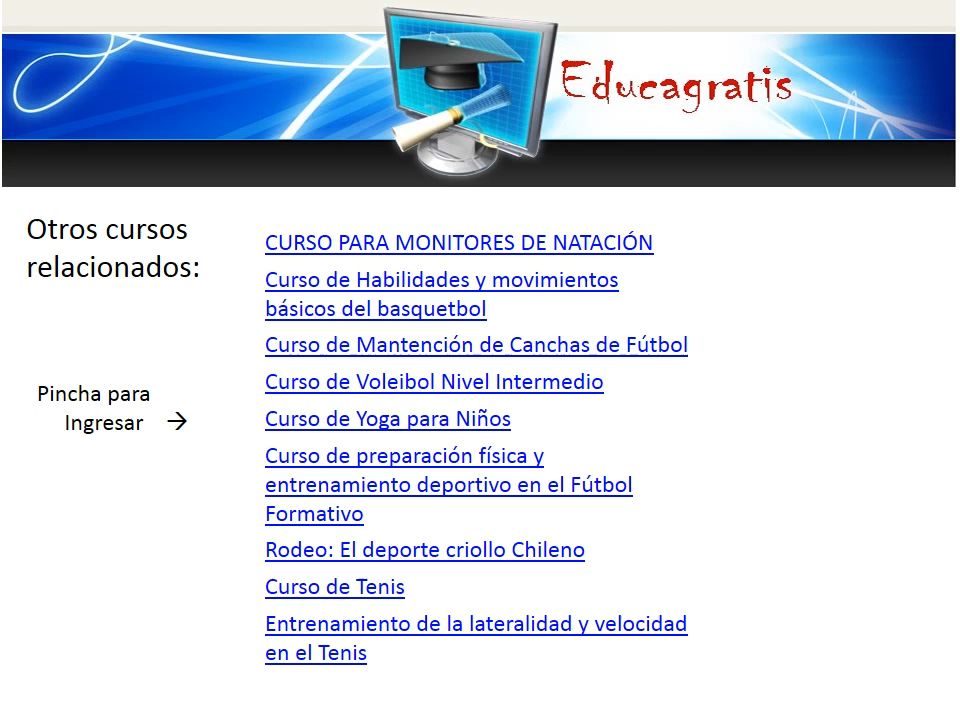 Educagratis
Otros cursos
relacionados:
Pincha para
Ingresar →
CURSO PARA MONITORES DE NATACIÓN
Curso de Habilidades y movimientos
básicos del basquetbol
Curso de Mantención de Canchas de Fútbol
Curso de Voleibol Nivel Intermedio
Curso de Yoga para Niños
Curso de preparación física y
entrenamiento deportivo en el Fútbol
Formativo
Rodeo: El deporte criollo Chileno
Curso de Tenis
Entrenamiento de la lateralidad y velocidad
en el Tenis